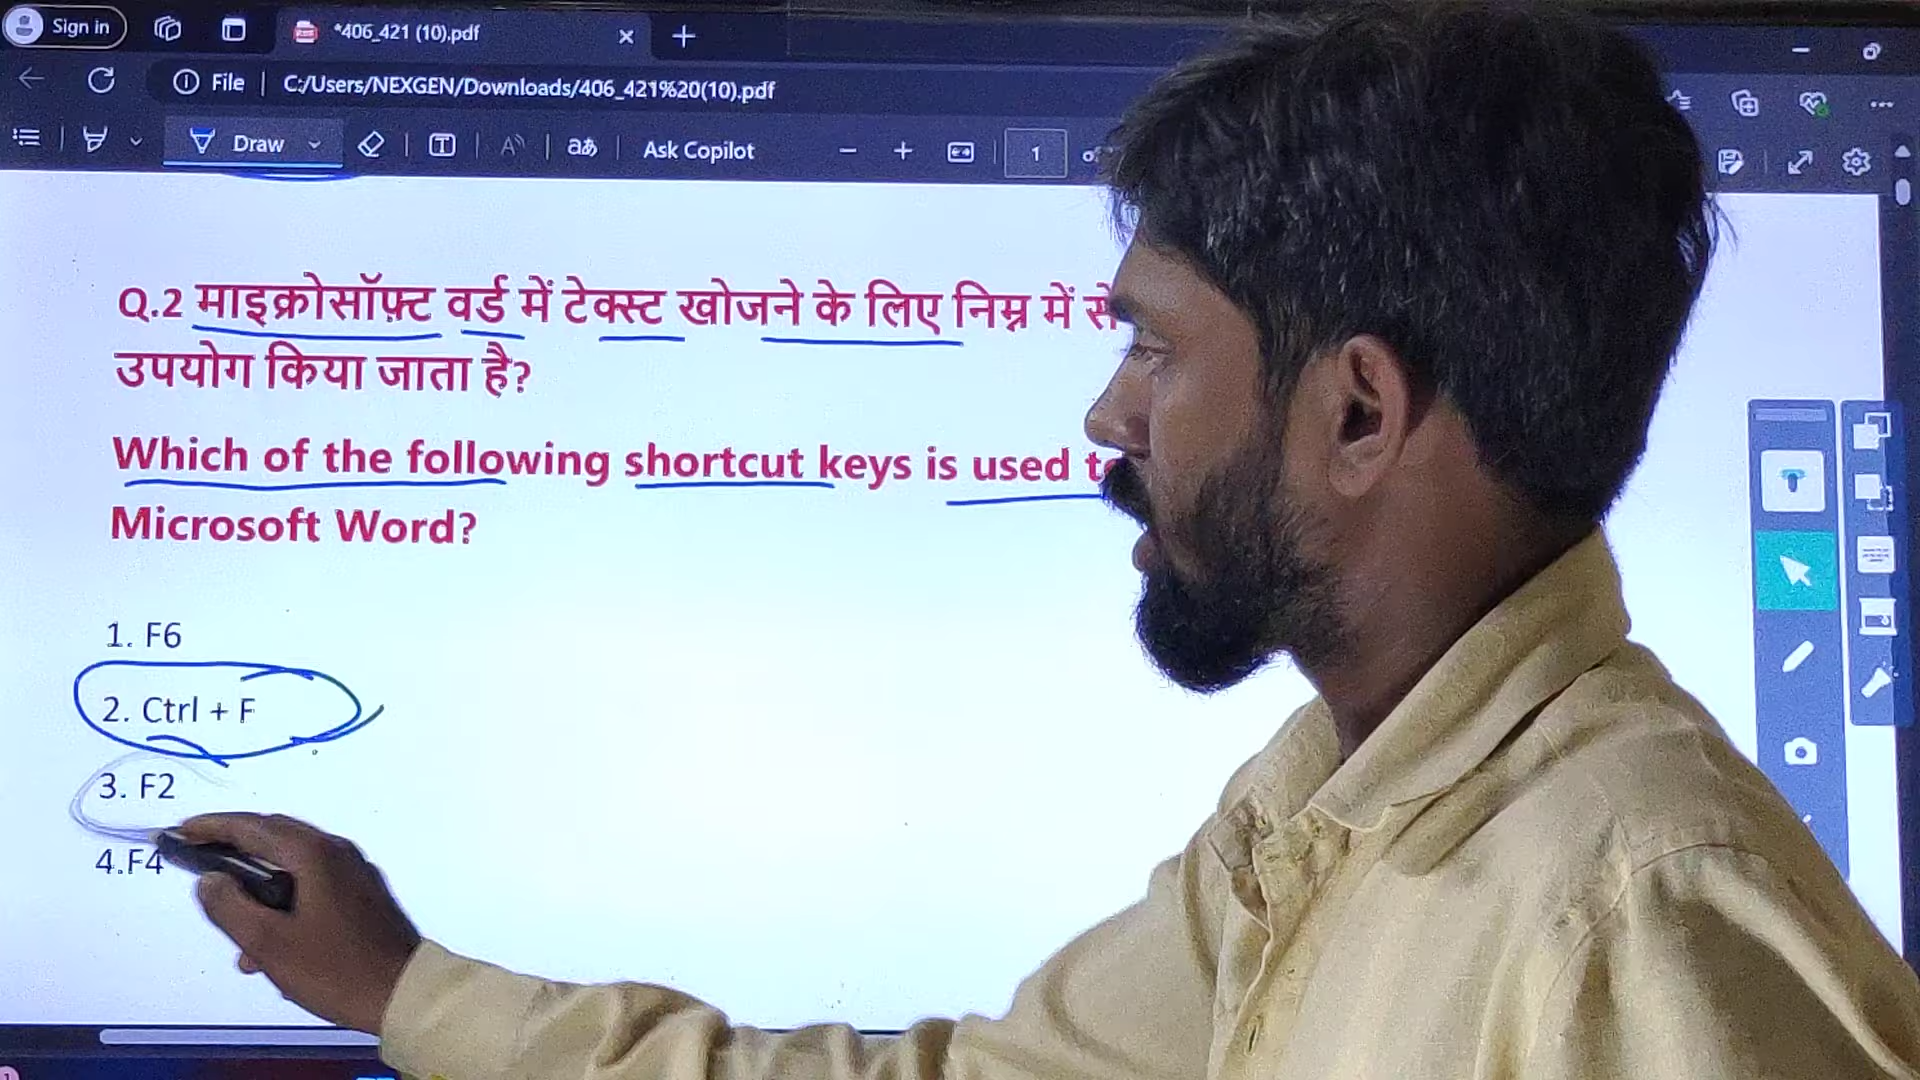 Sign in
*406_421 (10).pdf
File
C:/Users/NEXGEN/Downloads/406_421%20(10).pdf
Draw
Ask Copilot
1
Q.2 माइक्रोसॉफ़्ट वर्ड में टेक्स्ट खोजने के लिए निम्न में से
उपयोग किया जाता है?
Which of the following shortcut keys is used
Microsoft Word?
1. F6
2. Ctrl + F
3. F2
4.F4